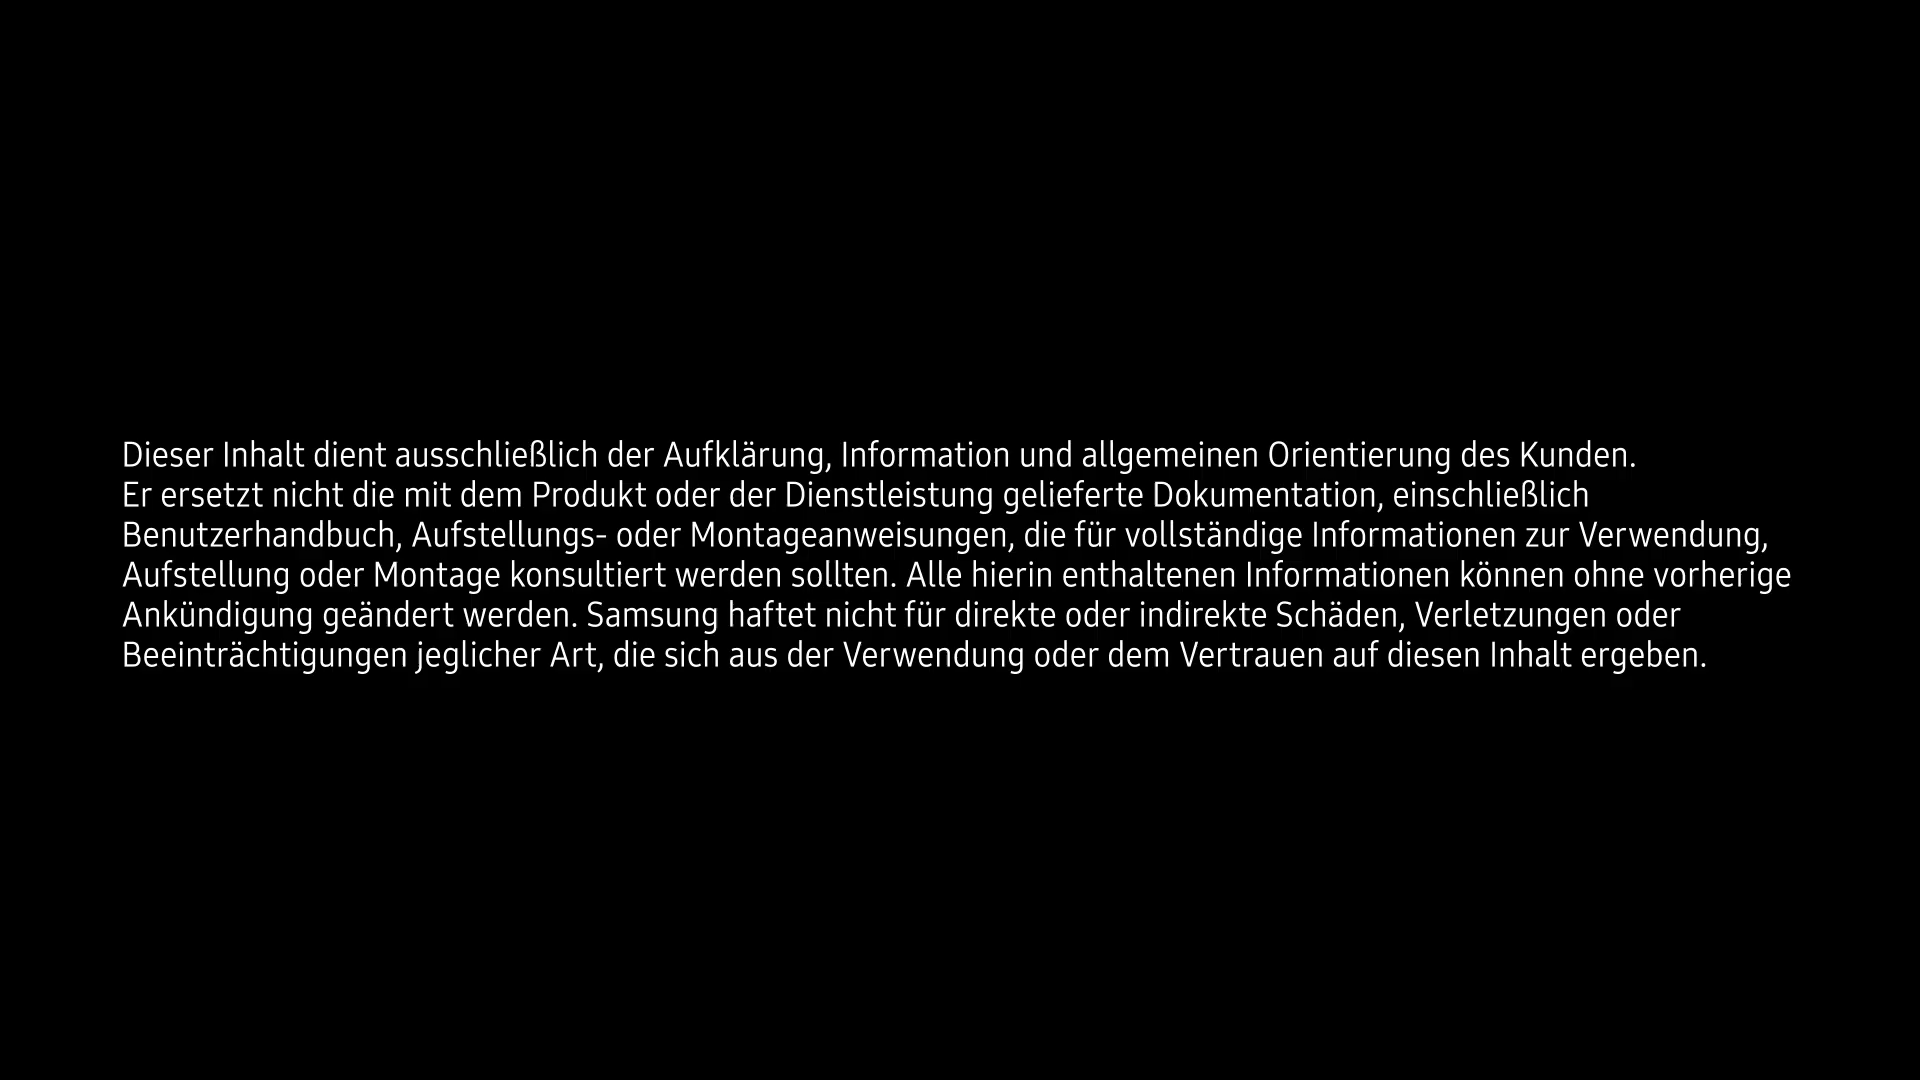 Dieser Inhalt dient ausschließlich der Aufklärung, Information und allgemeinen Orientierung des Kunden.
Er ersetzt nicht die mit dem Produkt oder der Dienstleistung gelieferte Dokumentation, einschließlich
Benutzerhandbuch, Aufstellungs- oder Montageanweisungen, die für vollständige Informationen zur Verwendung,
Aufstellung oder Montage konsultiert werden sollten. Alle hierin enthaltenen Informationen können ohne vorherige
Ankündigung geändert werden. Samsung haftet nicht für direkte oder indirekte Schäden, Verletzungen oder
Beeinträchtigungen jeglicher Art, die sich aus der Verwendung oder dem Vertrauen auf diesen Inhalt ergeben.